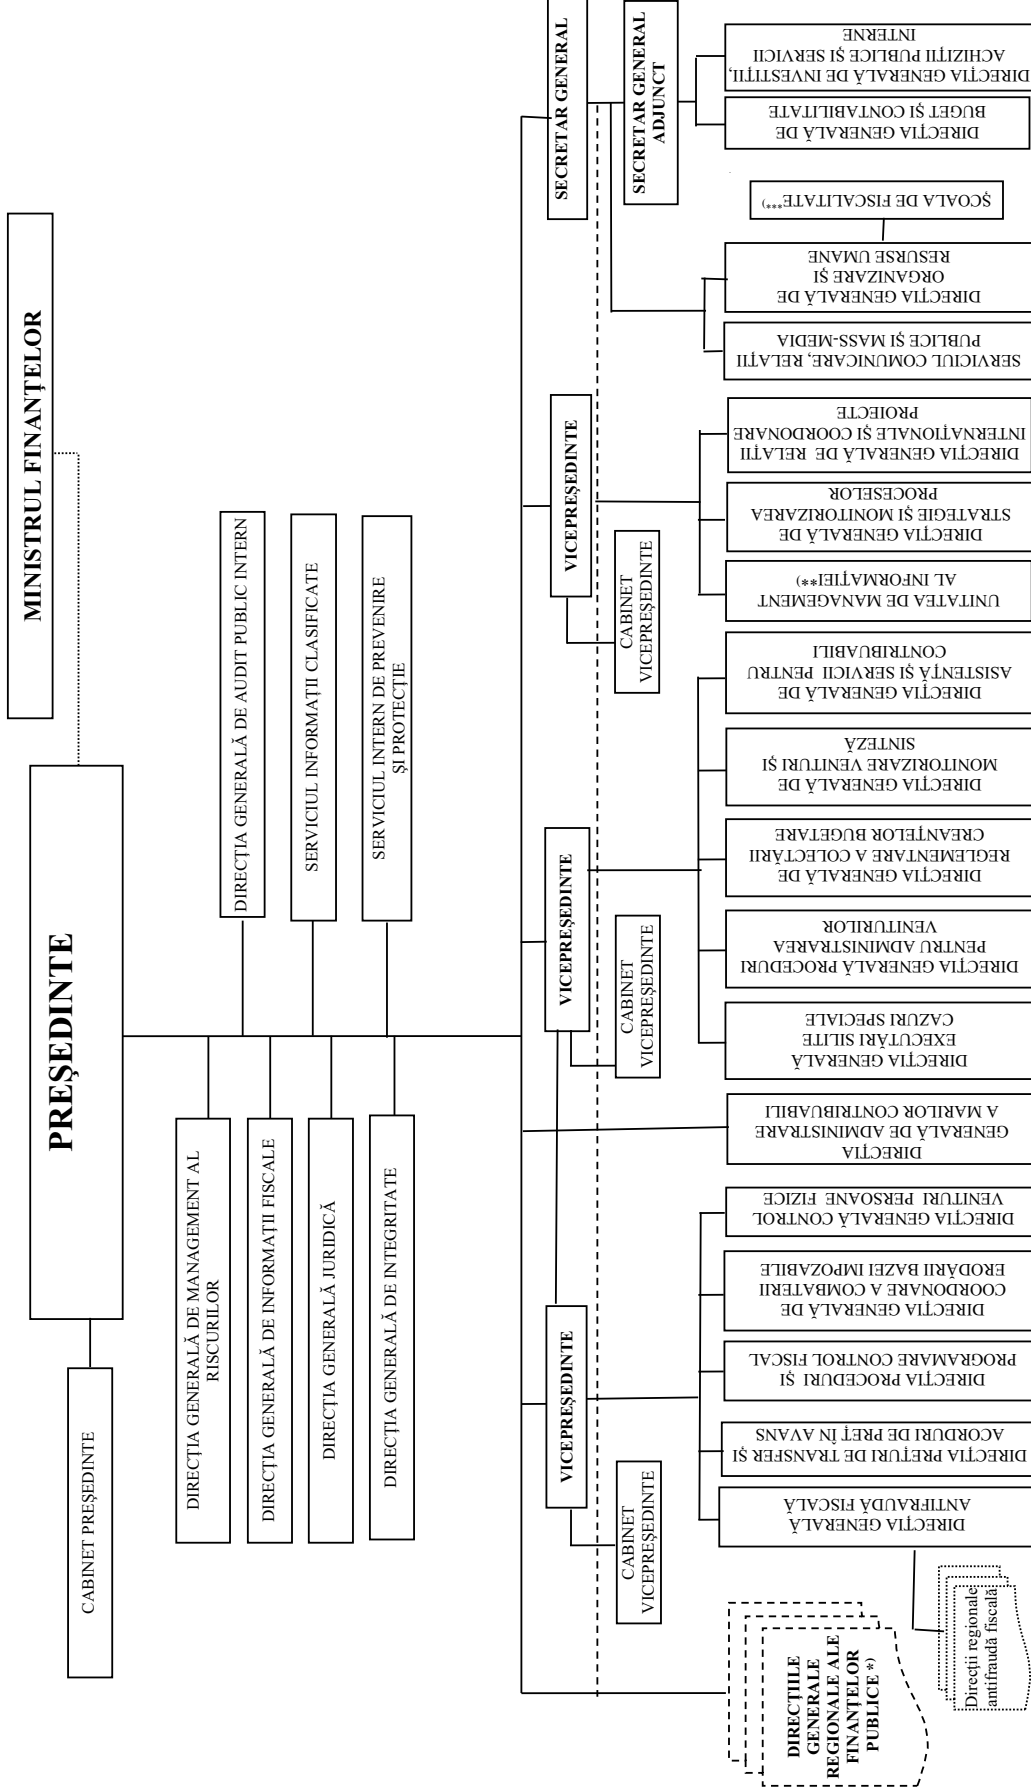 MINISTRUL FINANȚELOR
PREȘEDINTE
CABINET PREȘEDINTE
DIRECȚIA GENERALĂ DE MANAGEMENT AL
RISCURILOR
DIRECȚIA GENERALĂ DE INFORMAȚII FISCALE
DIRECȚIA GENERALĂ JURIDICĂ
DIRECȚIA GENERALĂ DE INTEGRITATE
DIRECȚIA GENERALĂ DE AUDIT PUBLIC INTERN
SERVICIUL INFORMAȚII CLASIFICATE
SERVICIUL INTERN DE PREVENIRE
ȘI PROTECȚIE
VICEPREȘEDINTE
VICEPREȘEDINTE
VICEPREȘEDINTE
SECRETAR GENERAL
CABINET
VICEPREȘEDINTE
CABINET
VICEPREȘEDINTE
CABINET
VICEPREȘEDINTE
SECRETAR GENERAL
ADJUNCT
DIRECȚIILE
GENERALE
REGIONALE ALE
FINANȚELOR
PUBLICE *)
Direcții regionale
antifraudă fiscală
DIRECȚIA GENERALĂ
ANTIFRAUDĂ FISCALĂ
DIRECȚIA PREȚURI DE TRANSFER ȘI
ACORDURI DE PREȚ ÎN AVANS
DIRECȚIA PROCEDURI ȘI
PROGRAMARE CONTROL FISCAL
DIRECȚIA GENERALĂ DE
COORDONARE A COMBATERII
ERODĂRII BAZEI IMPOZABILE
DIRECȚIA GENERALĂ CONTROL
VENITURI PERSOANE FIZICE
DIRECȚIA
GENERALĂ DE ADMINISTRARE
A MARILOR CONTRIBUABILI
DIRECȚIA GENERALĂ
EXECUTĂRI SILITE
CAZURI SPECIALE
DIRECȚIA GENERALĂ PROCEDURI
PENTRU ADMINISTRAREA
VENITURILOR
DIRECȚIA GENERALĂ DE
REGLEMENTARE A COLECTĂRII
CREANȚELOR BUGETARE
DIRECȚIA GENERALĂ DE
MONITORIZARE VENITURI ȘI
SINTEZĂ
DIRECȚIA GENERALĂ DE
ASISTENȚĂ ȘI SERVICII PENTRU
CONTRIBUABILI
UNITATEA DE MANAGEMENT
AL INFORMAȚIEI**)
DIRECȚIA GENERALĂ DE
STRATEGIE ȘI MONITORIZAREA
PROCESELOR
DIRECȚIA GENERALĂ DE RELAȚII
INTERNAȚIONALE ȘI COORDONARE
PROIECTE
SERVICIUL COMUNICARE, RELAȚII
PUBLICE ȘI MASS-MEDIA
DIRECȚIA GENERALĂ DE
ORGANIZARE ȘI
RESURSE UMANE
ȘCOALA DE FISCALITATE***)
DIRECȚIA GENERALĂ DE
BUGET ȘI CONTABILITATE
DIRECȚIA GENERALĂ DE INVESTIȚII,
ACHIZIȚII PUBLICE ȘI SERVICII
INTERNE